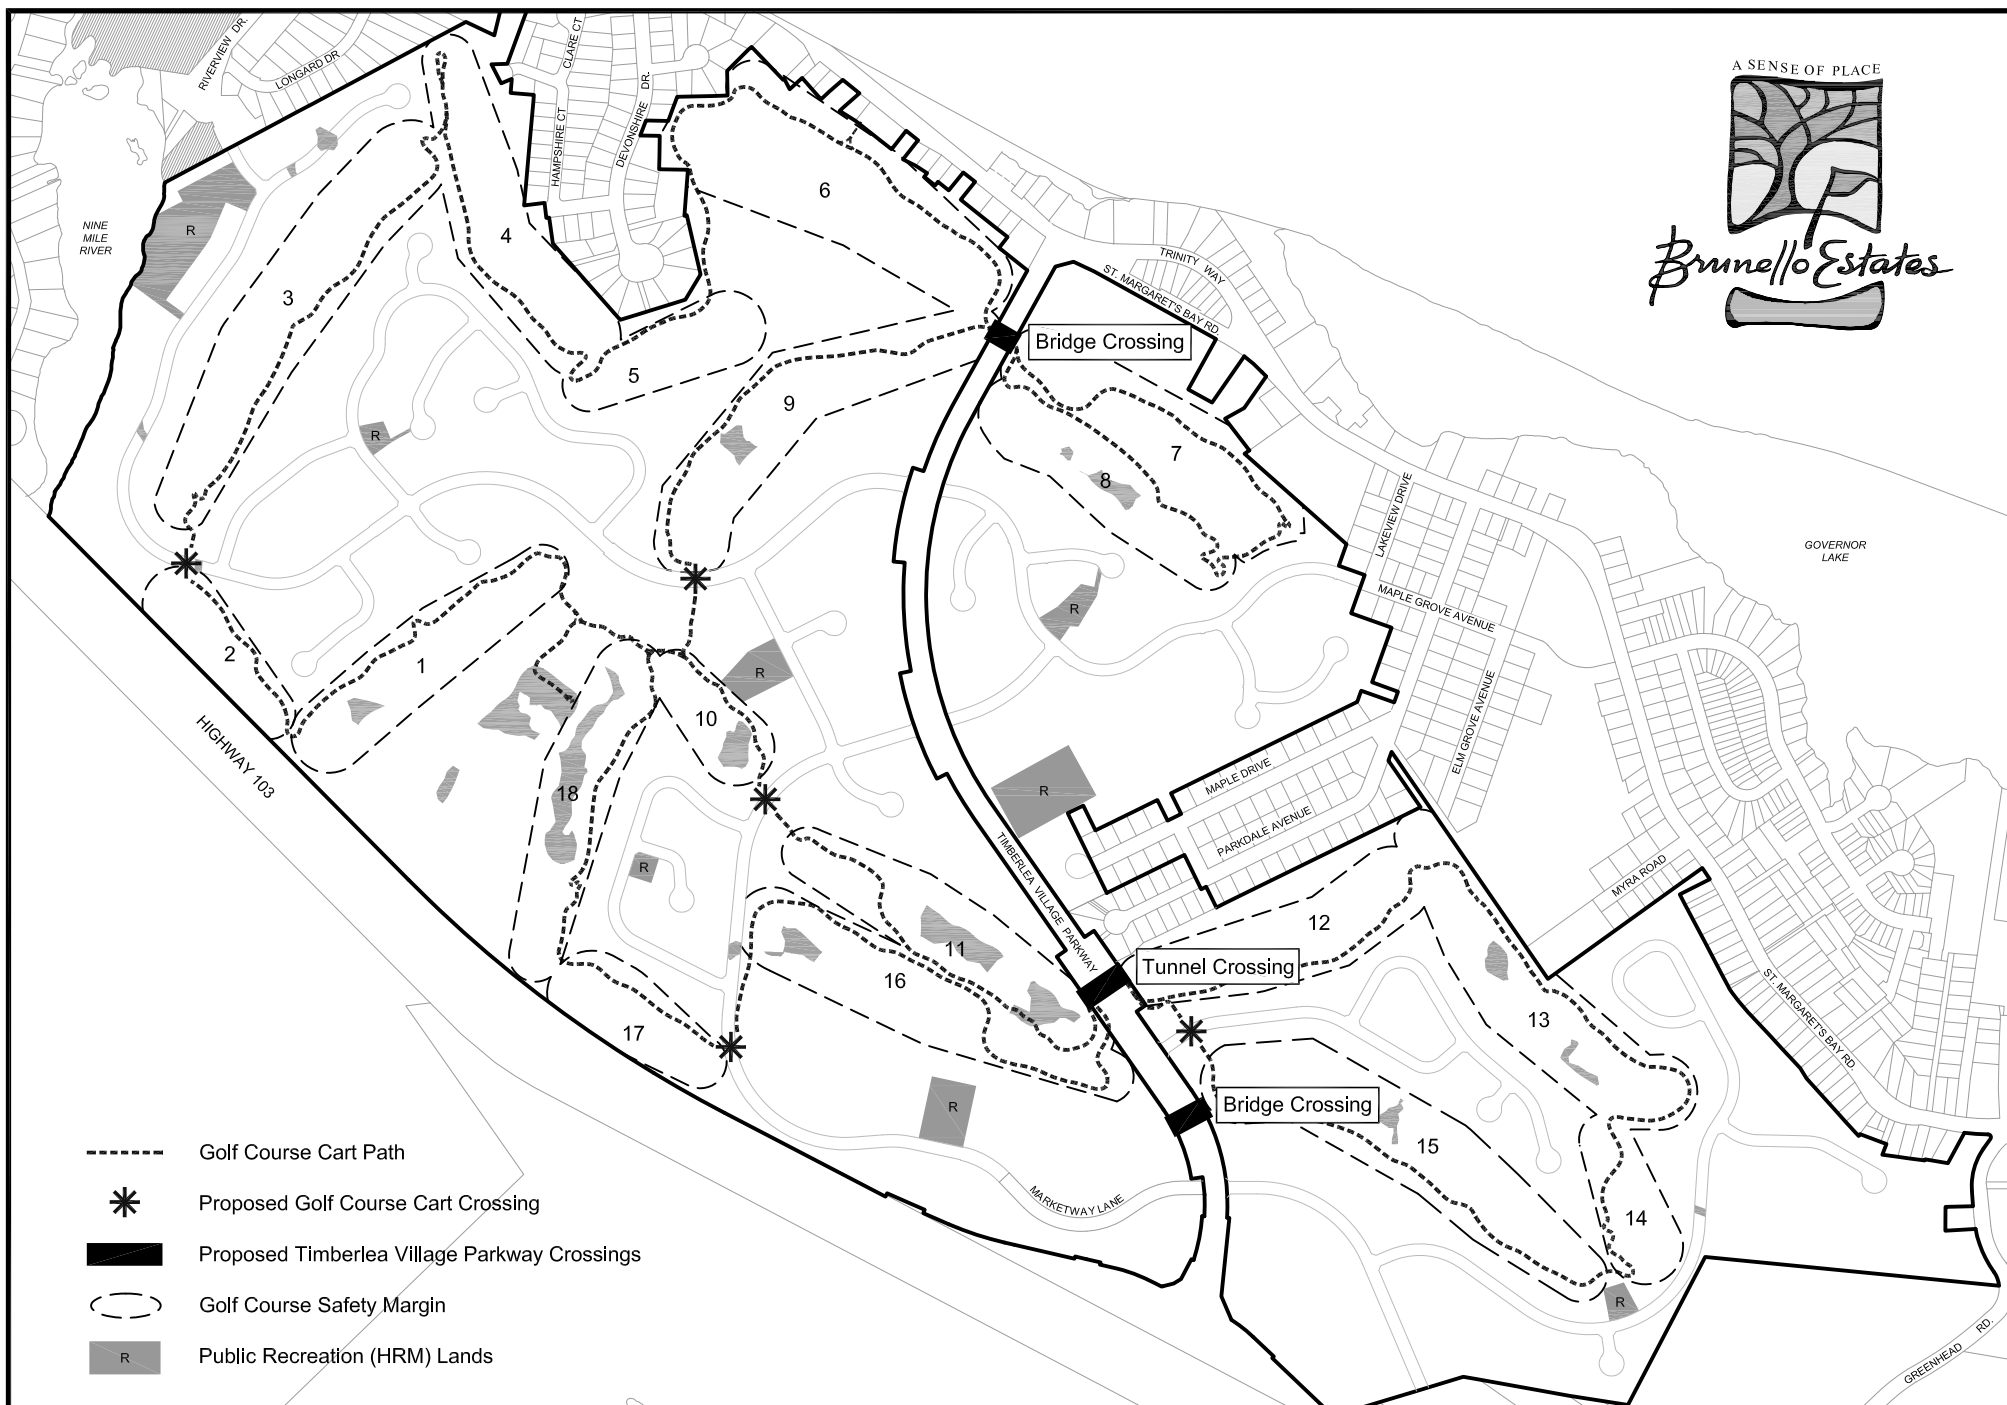 RIVERVIEW DR.
LONGARD DR
CLARE CT
HAMPSHIRE CT
DEVONSHIRE DR.
NINE
MILE
RIVER
R
3
4
5
6
9
R
A SENSE OF PLACE
Brunello Estates
TRINITY WAY
ST. MARGARET'S BAY RD.
Bridge Crossing
7
8
LAKEVIEW DRIVE
GOVERNOR
LAKE
MAPLE GROVE AVENUE
ELM GROVE AVENUE
R
2
1
R
10
18
HIGHWAY 103
R
R
MAPLE DRIVE
PARKDALE AVENUE
MYRA ROAD
TIMBERLEA VILLAGE PARKWAY
12
11
16
Tunnel Crossing
13
17
ST. MARGARET'S BAY RD.
R
Bridge Crossing
15
14
MARKETWAY LANE
R
GREENHEAD RD.
Golf Course Cart Path
Proposed Golf Course Cart Crossing
Proposed Timberlea Village Parkway Crossings
Golf Course Safety Margin
R
Public Recreation (HRM) Lands